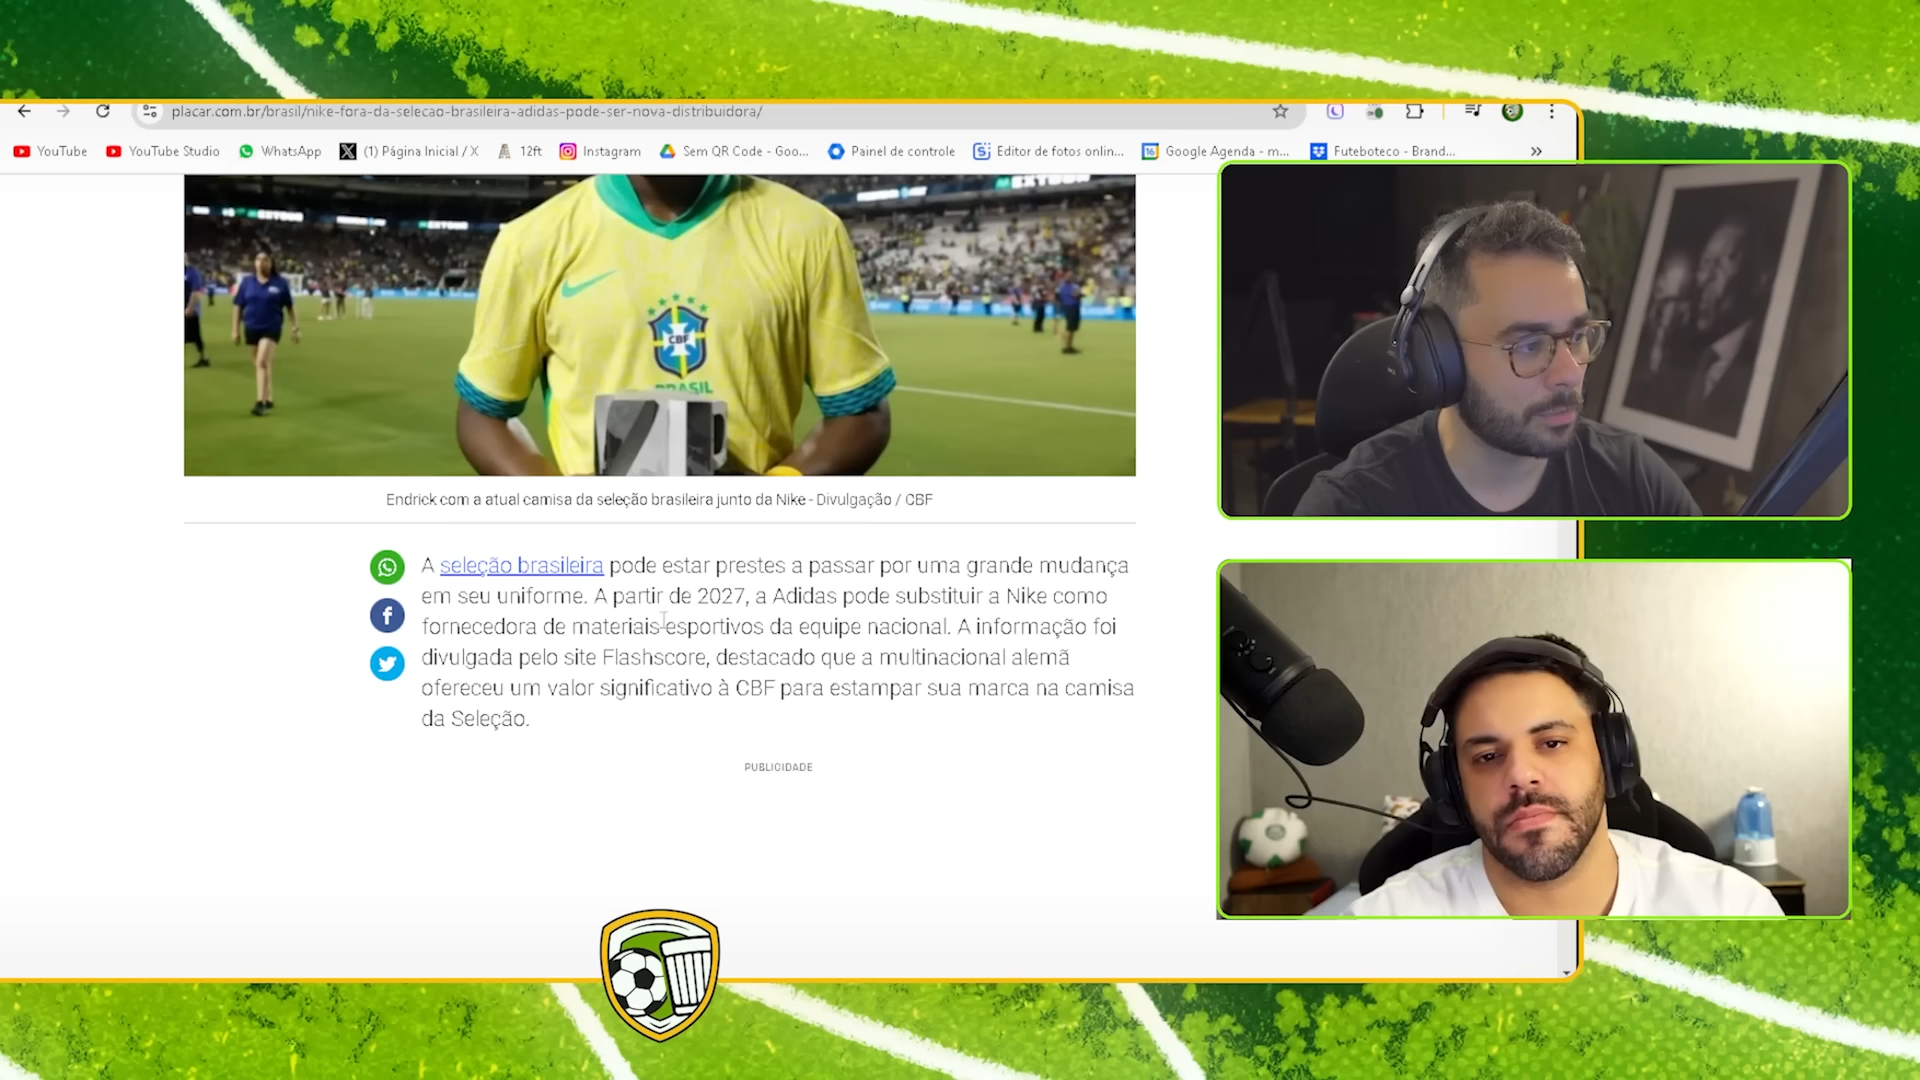 placar.com.br/brasil/nike-fora-da-selecao-brasileira-adidas-pode-ser-nova-distribuidora/
YouTube YouTube Studio WhatsApp (1) Página Inicial / X 12ft Instagram Sem QR Code - Goo... Painel de controle Editor de fotos onlin... Google Agenda - m... Futeboteco - Brand... »
CBF
BRASIL
Endrick com a atual camisa da seleção brasileira junto da Nike - Divulgação / CBF
A seleção brasileira pode estar prestes a passar por uma grande mudança
em seu uniforme. A partir de 2027, a Adidas pode substituir a Nike como
fornecedora de materiais esportivos da equipe nacional. A informação foi
divulgada pelo site Flashscore, destacado que a multinacional alemã
ofereceu um valor significativo à CBF para estampar sua marca na camisa
da Seleção.
PUBLICIDADE